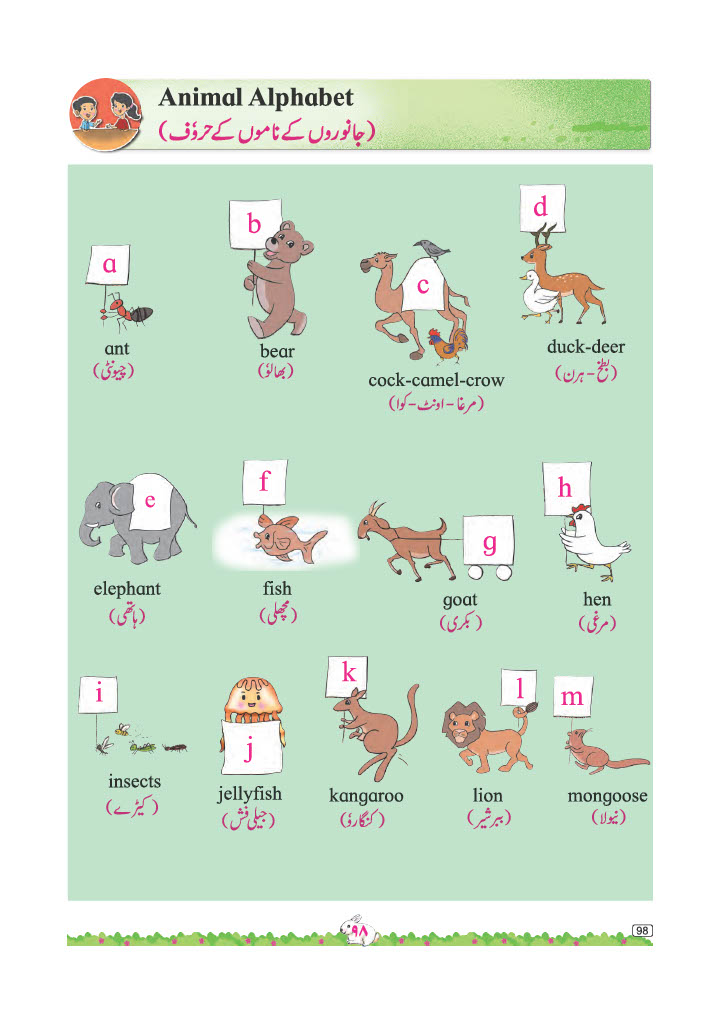 Animal Alphabet
(جانوروں کے ناموں کے حروٗف)
a
b
c
d
ant
(چیونٹی)
bear
(بھالوٗ)
cock-camel-crow
(مرغا - اونٹ - کوا)
duck-deer
(بطخ - ہرن)
e
f
g
h
elephant
(ہاتھی)
fish
(مچھلی)
goat
(بکری)
hen
(مرغی)
i
j
k
l
m
insects
(کیڑے)
jellyfish
(جیلی فش)
kangaroo
(کنگاروٗ)
lion
(ببر شیر)
mongoose
(نیولا)
۹۸
98